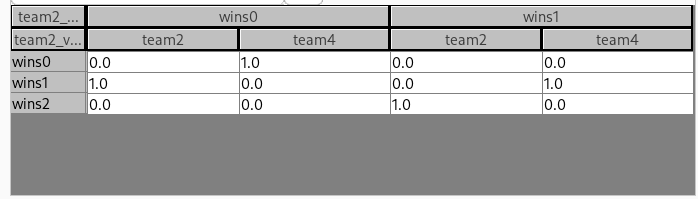 team2_... wins0 wins1
team2_v... team2 team4 team2 team4
wins0 0.0 1.0 0.0 0.0
wins1 1.0 0.0 0.0 1.0
wins2 0.0 0.0 1.0 0.0